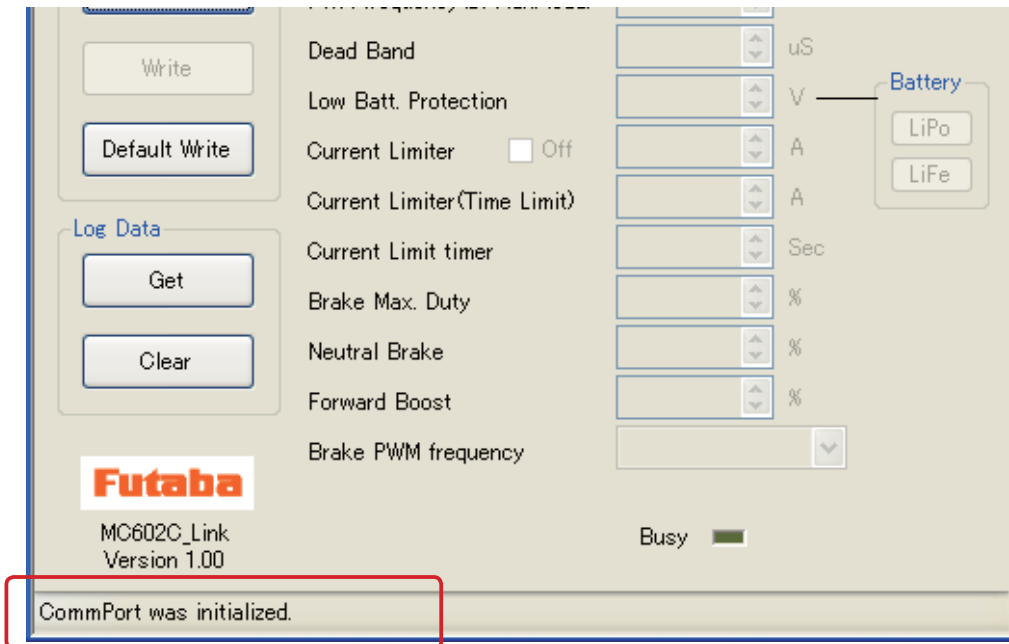 Write
Default Write
Log Data
Get
Clear
Futaba
MC602C_Link
Version 1.00
Dead Band uS
Low Batt. Protection V
Current Limiter Off A
Current Limiter(Time Limit) A
Current Limit timer Sec
Brake Max. Duty %
Neutral Brake %
Forward Boost %
Brake PWM frequency
Battery
LiPo
LiFe
Busy
CommPort was initialized.